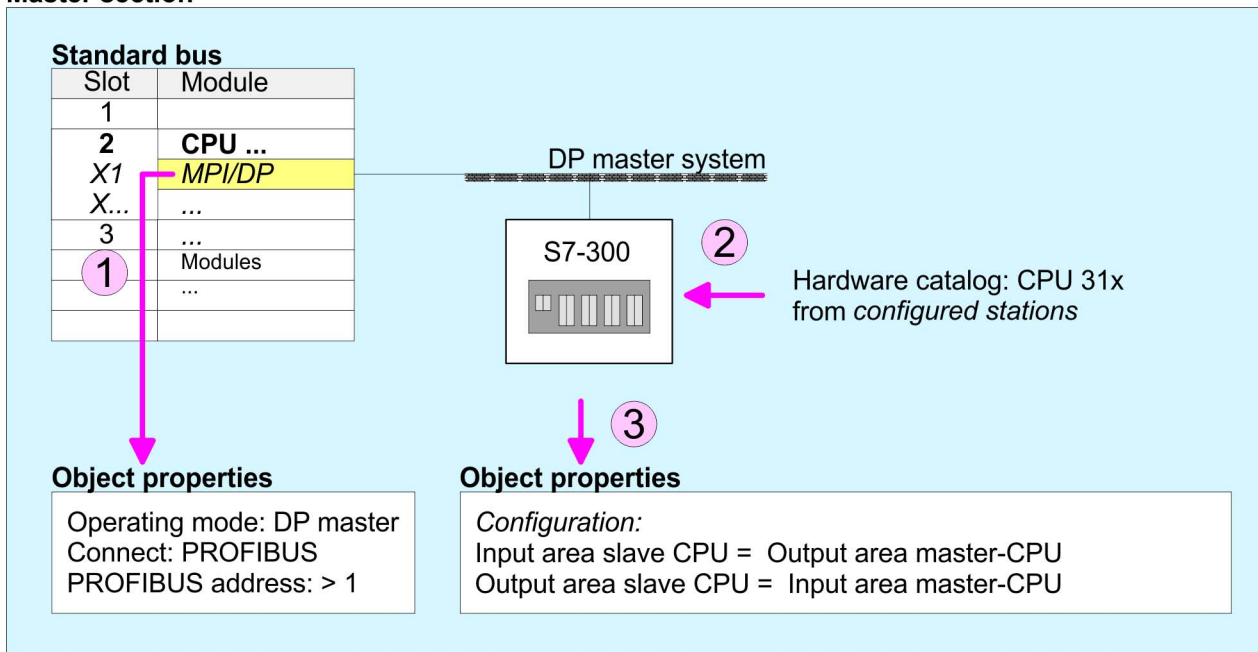 Master section
Standard bus
Slot Module
1
2 CPU ...
X1 MPI/DP
X... ...
3 ...
1 Modules
...
DP master system
S7-300
2
Hardware catalog: CPU 31x
from configured stations
3
Object properties
Operating mode: DP master
Connect: PROFIBUS
PROFIBUS address: > 1
Object properties
Configuration:
Input area slave CPU = Output area master-CPU
Output area slave CPU = Input area master-CPU